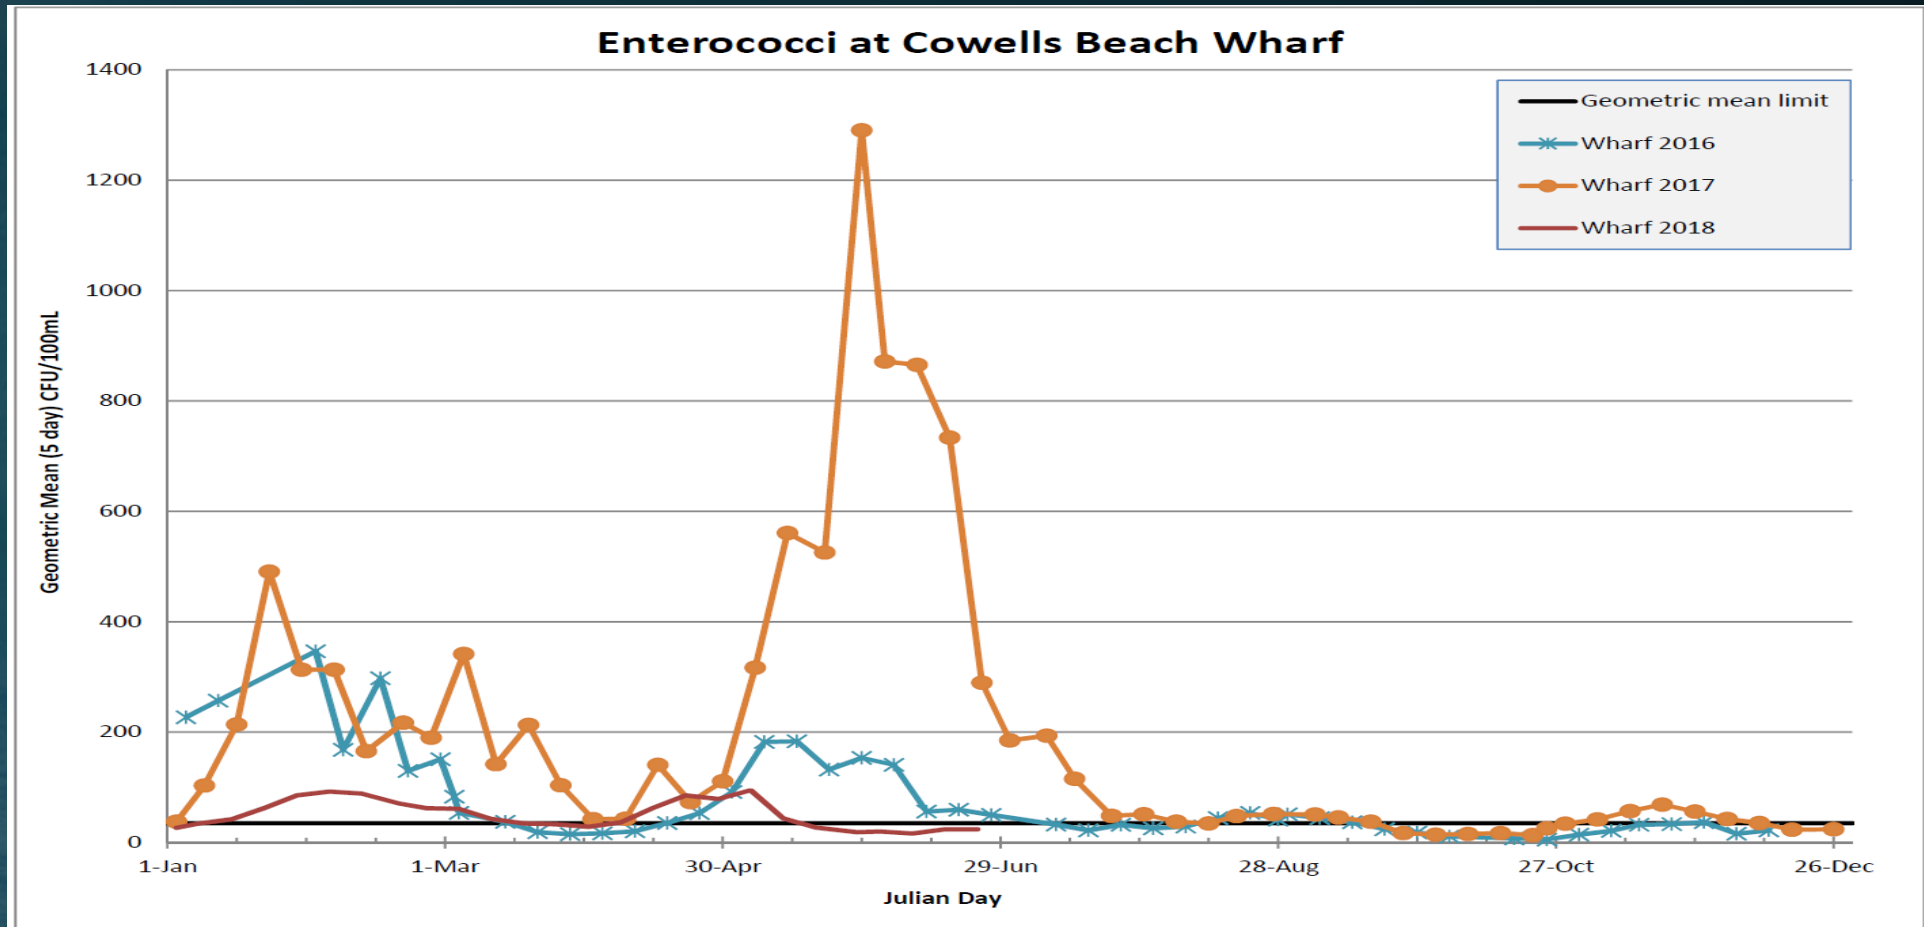 Enterococci at Cowells Beach Wharf
1400
1200
1000
800
600
400
200
0
Geometric Mean (5 day) CFU/100mL
Geometric mean limit
Wharf 2016
Wharf 2017
Wharf 2018
1-Jan
1-Mar
30-Apr
29-Jun
28-Aug
27-Oct
26-Dec
Julian Day